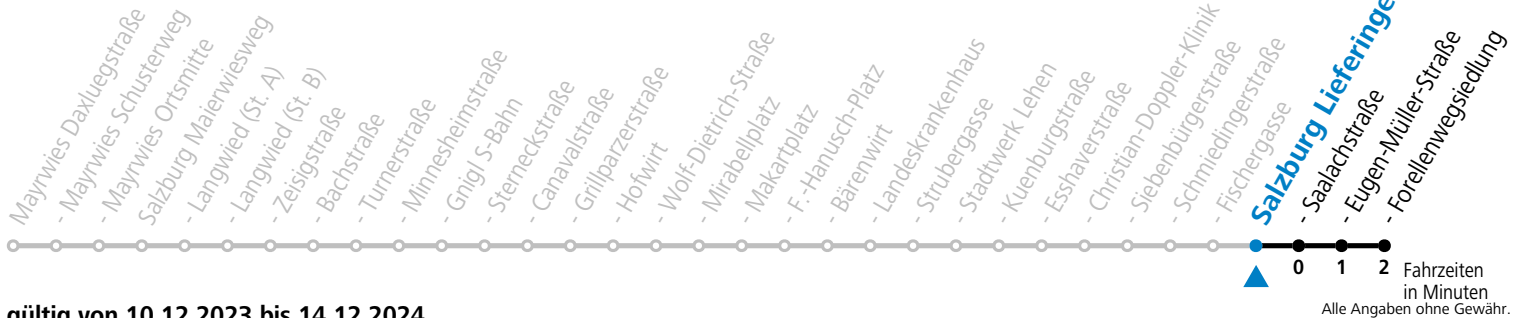 Mayrwies Daxluegstraße
- Mayrwies Schusterweg
- Mayrwies Ortsmitte
Salzburg Maierwiesweg
- Langwied (St. A)
- Langwied (St. B)
- Zeisigstraße
- Bachstraße
- Turnerstraße
- Minnesheimstraße
- Gnigl S-Bahn
- Sterneckstraße
- Canavalstraße
- Grillparzerstraße
- Hofwirt
- Wolf-Dietrich-Straße
- Mirabellplatz
- Makartplatz
- F.-Hanusch-Platz
- Bärenwirt
- Landeskrankenhaus
- Strubergasse
- Stadtwerk Lehen
- Kuenburgstraße
- Esshaverstraße
- Christian-Doppler-Klinik
- Siebenbürgerstraße
- Schmiedingerstraße
- Fischergasse
Salzburg Lieferinge
- Saalachstraße
- Eugen-Müller-Straße
- Forellenwegsiedlung
0 1 2 Fahrzeiten
in Minuten
Alle Angaben ohne Gewähr.
gültig von 10.12.2023 bis 14.12.2024